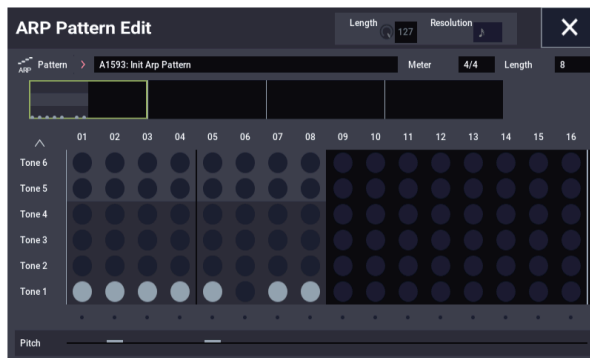 ARP Pattern Edit
Length 127 Resolution
ARP Pattern > A1593: Init Arp Pattern Meter 4/4 Length 8
01 02 03 04 05 06 07 08 09 10 11 12 13 14 15 16
Tone 6
Tone 5
Tone 4
Tone 3
Tone 2
Tone 1
Pitch